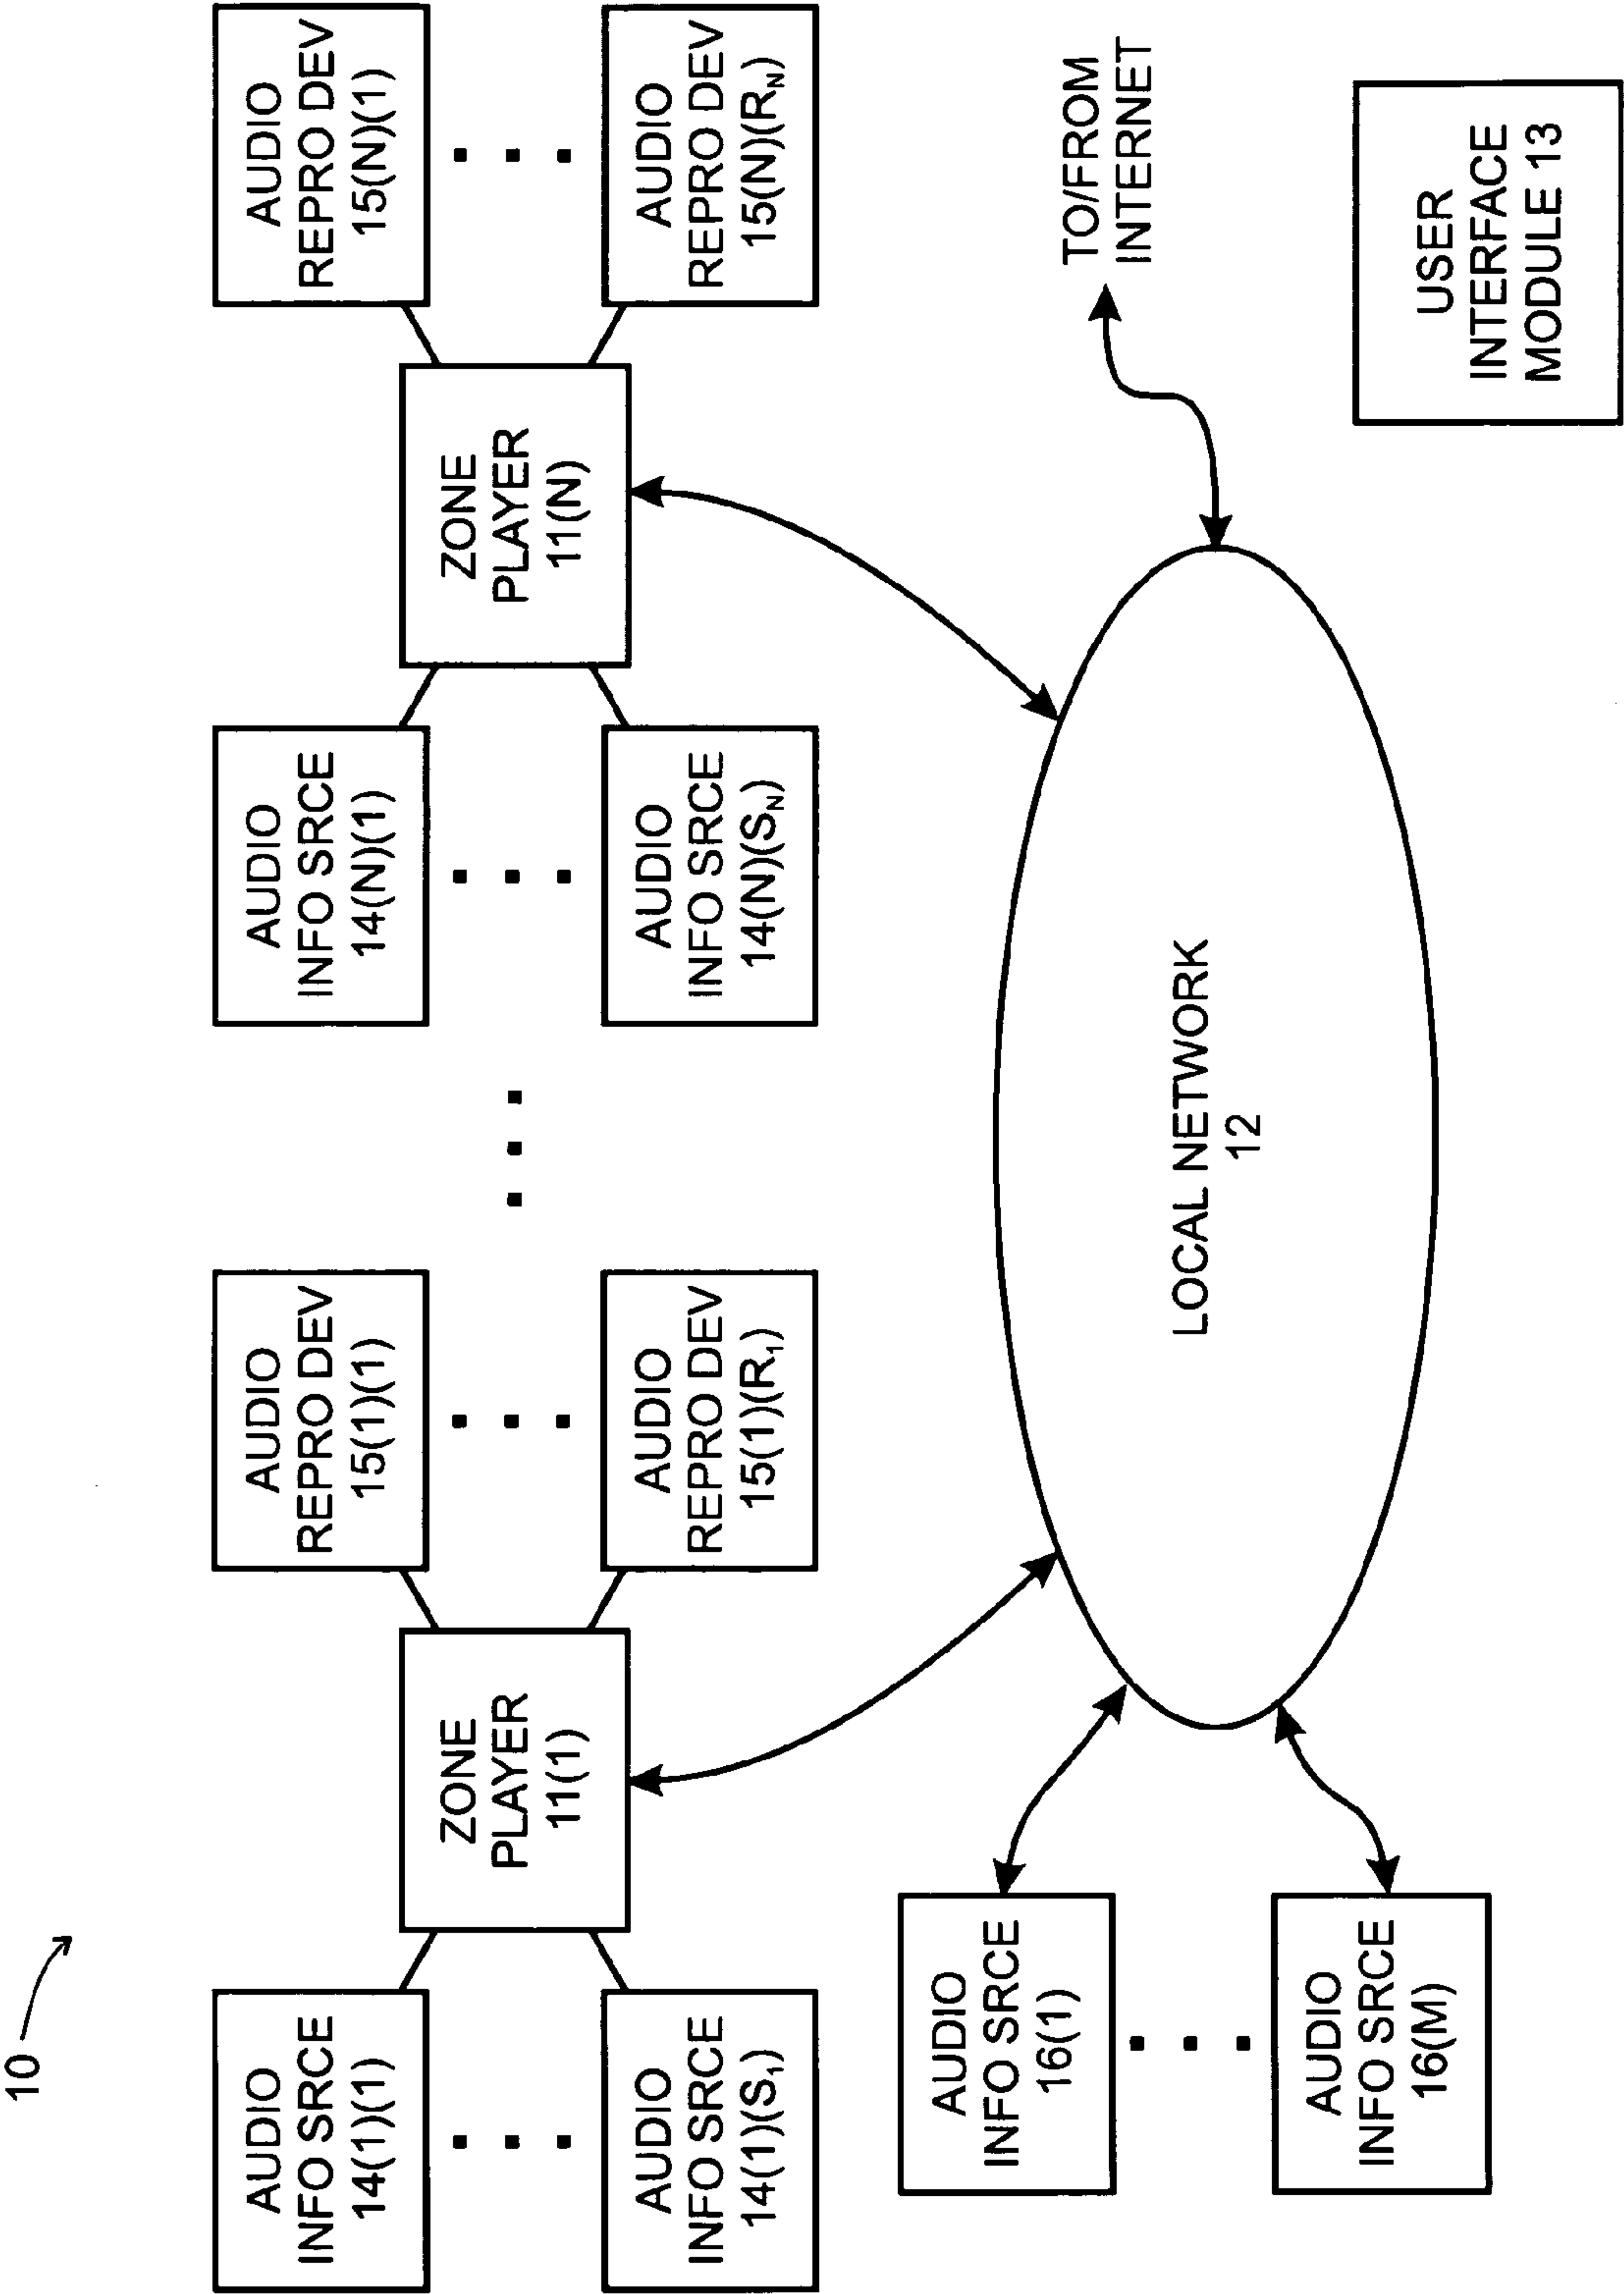 10
AUDIO
INFO SRCE
14(1)(1)
AUDIO
REPRO DEV
15(1)(1)
AUDIO
INFO SRCE
14(N)(1)
AUDIO
REPRO DEV
15(N)(1)
ZONE
PLAYER
11(1)
ZONE
PLAYER
11(N)
AUDIO
INFO SRCE
14(1)(S₁)
AUDIO
REPRO DEV
15(1)(R₁)
AUDIO
INFO SRCE
14(N)(S_N)
AUDIO
REPRO DEV
15(N)(R_N)
AUDIO
INFO SRCE
16(1)
TO/FROM
INTERNET
LOCAL NETWORK
12
AUDIO
INFO SRCE
16(M)
USER
INTERFACE
MODULE 13